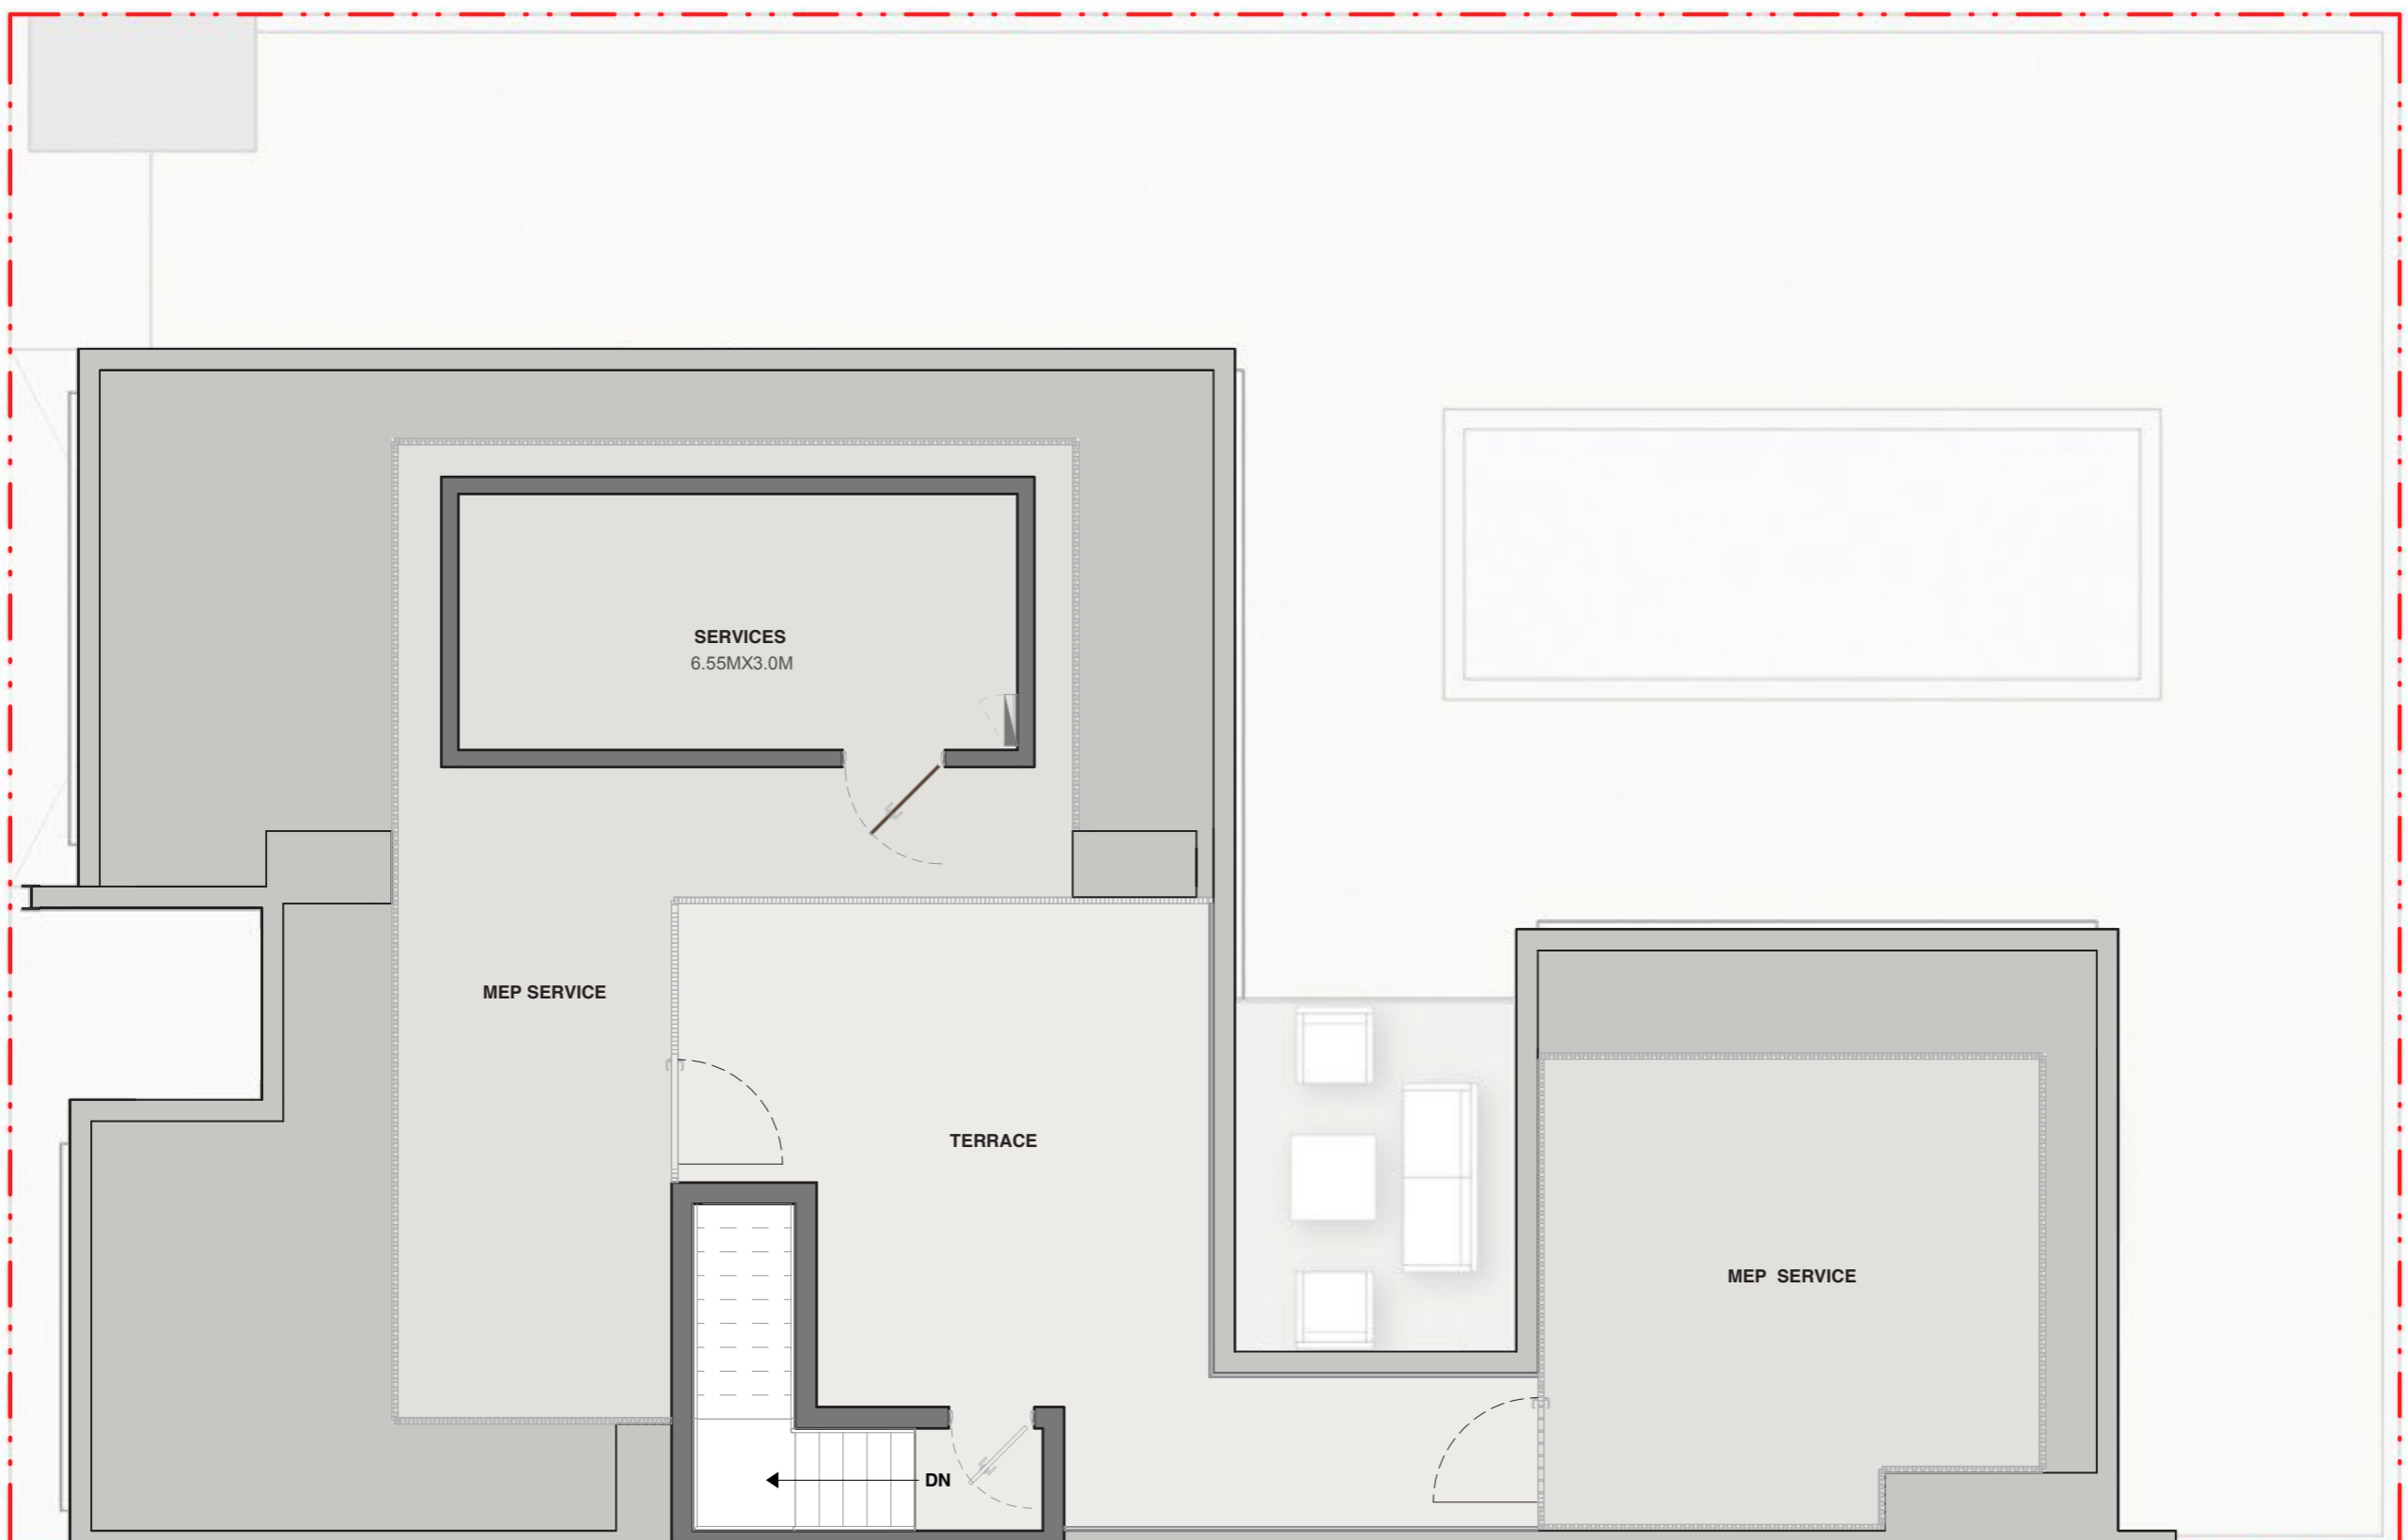 SERVICES
6.55MX3.0M
MEP SERVICE
TERRACE
MEP SERVICE
DN